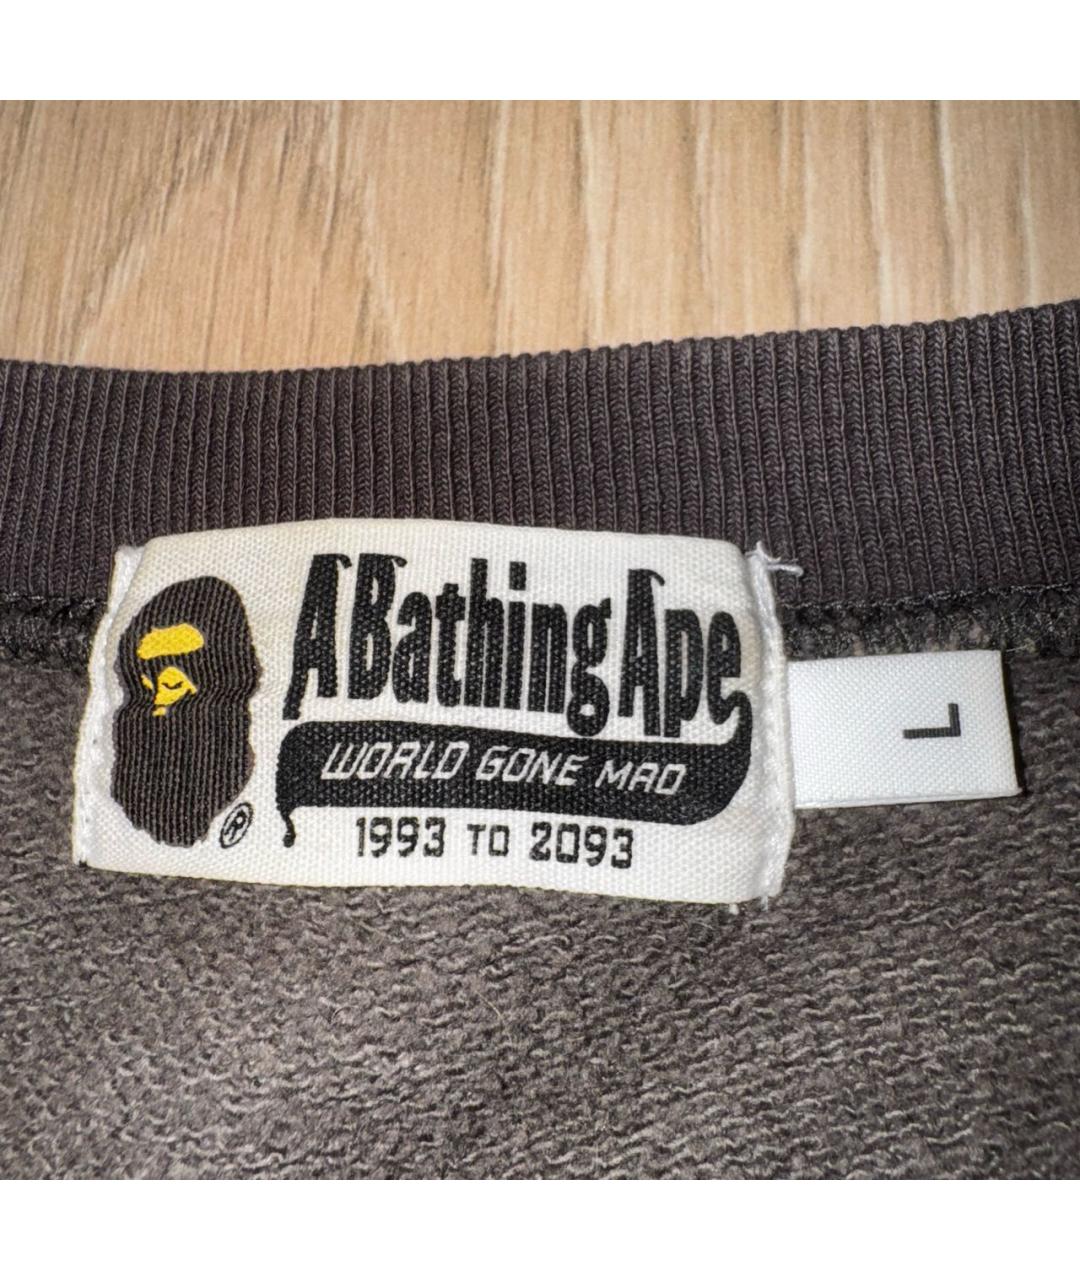 A Bathing Ape
WORLD GONE MAD
1993 TO 2093
®
L